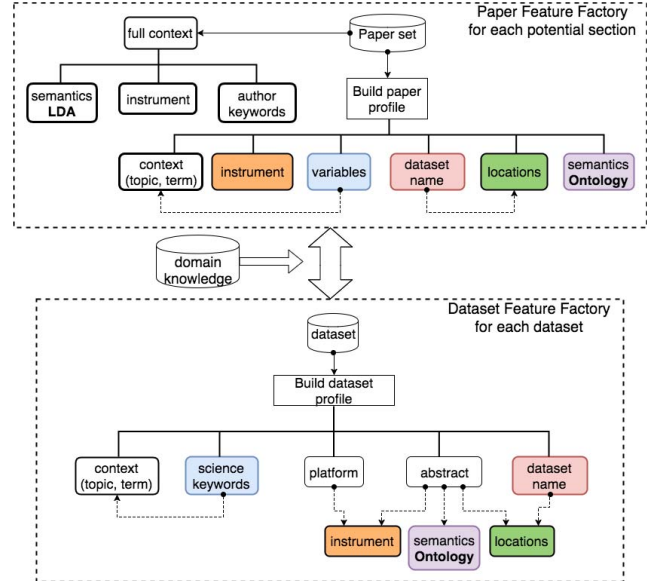 Paper Feature Factory
for each potential section
full context
Paper set
semantics
LDA
instrument
author
keywords
Build paper
profile
context
(topic, term)
instrument
variables
dataset
name
locations
semantics
Ontology
domain
knowledge
Dataset Feature Factory
for each dataset
dataset
Build dataset
profile
context
(topic, term)
science
keywords
platform
abstract
dataset
name
instrument
semantics
Ontology
locations